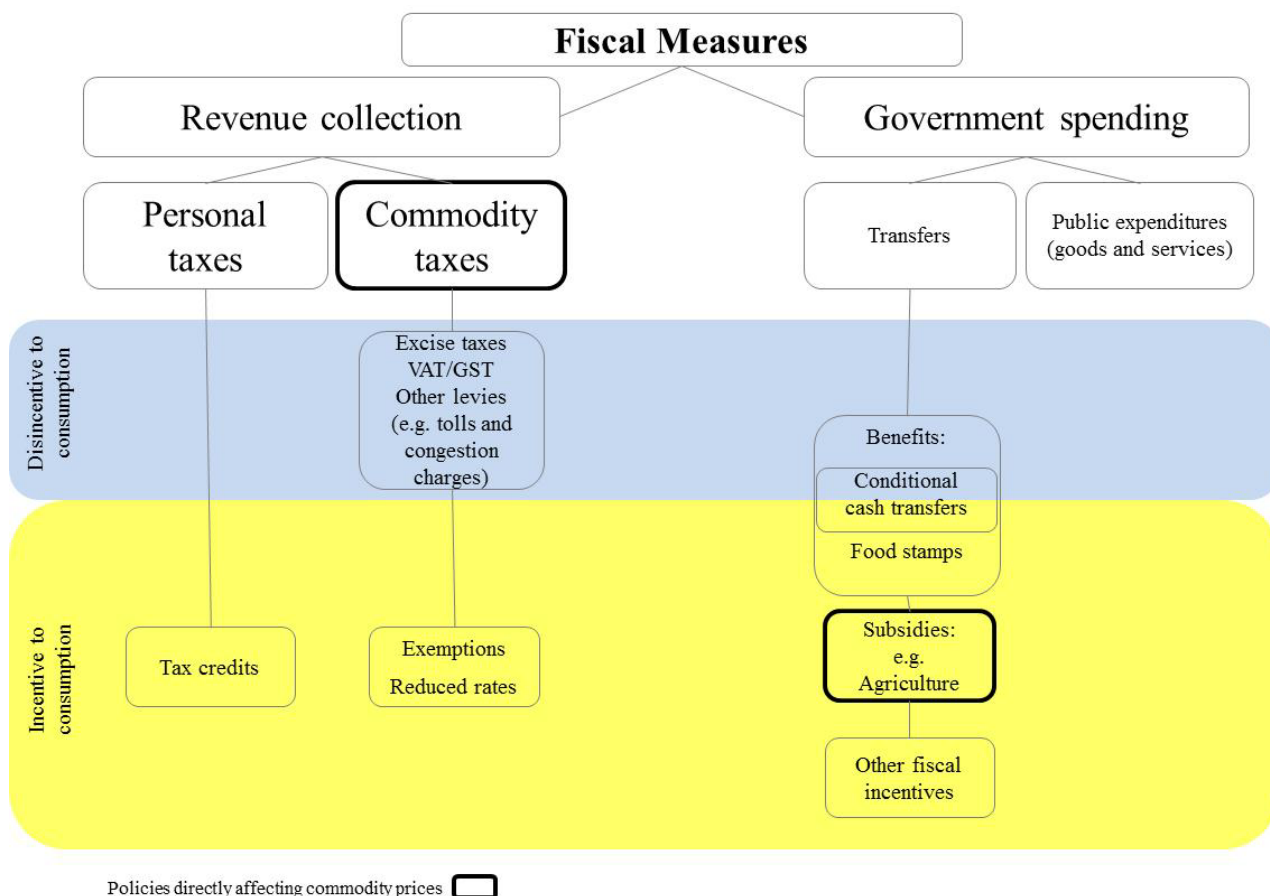 Fiscal Measures
Revenue collection
Government spending
Personal
taxes
Commodity
taxes
Transfers
Public expenditures
(goods and services)
Disincentive to
consumption
Excise taxes
VAT/GST
Other levies
(e.g. tolls and
congestion
charges)
Benefits:
Conditional
cash transfers
Food stamps
Incentive to
consumption
Tax credits
Exemptions
Reduced rates
Subsidies:
e.g.
Agriculture
Other fiscal
incentives
Policies directly affecting commodity prices